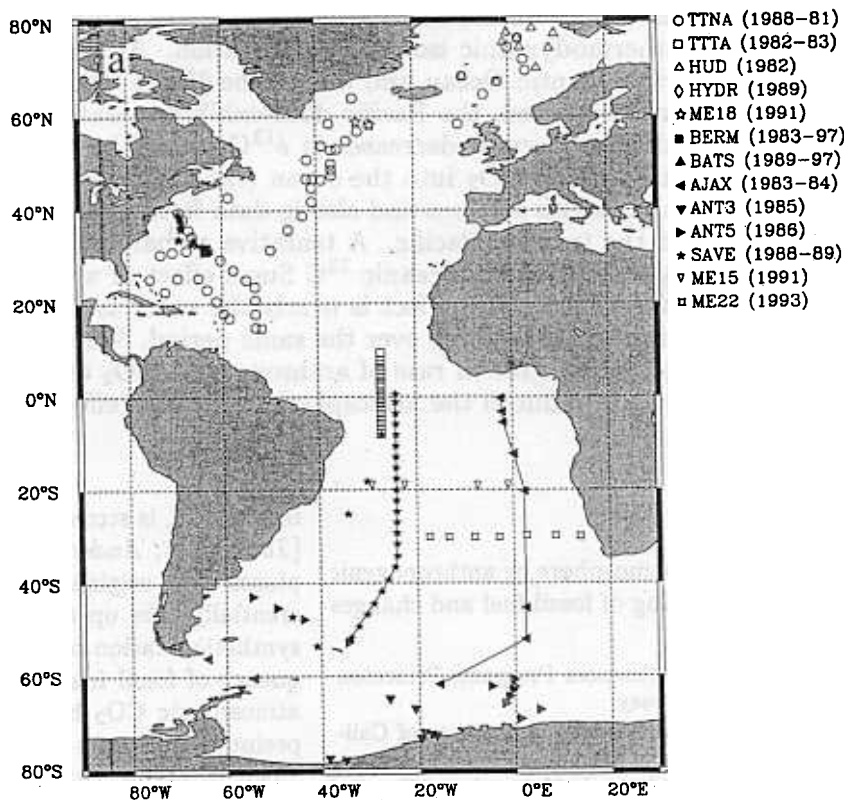 a
80°N
60°N
40°N
20°N
0°N
20°S
40°S
60°S
80°S
80°W
60°W
40°W
20°W
0°E
20°E
TTNA (1988-81)
TTTA (1982-83)
HUD (1982)
HYDR (1989)
ME18 (1991)
BERM (1983-97)
BATS (1989-97)
AJAX (1983-84)
ANT3 (1985)
ANT5 (1986)
SAVE (1988-89)
ME15 (1991)
ME22 (1993)